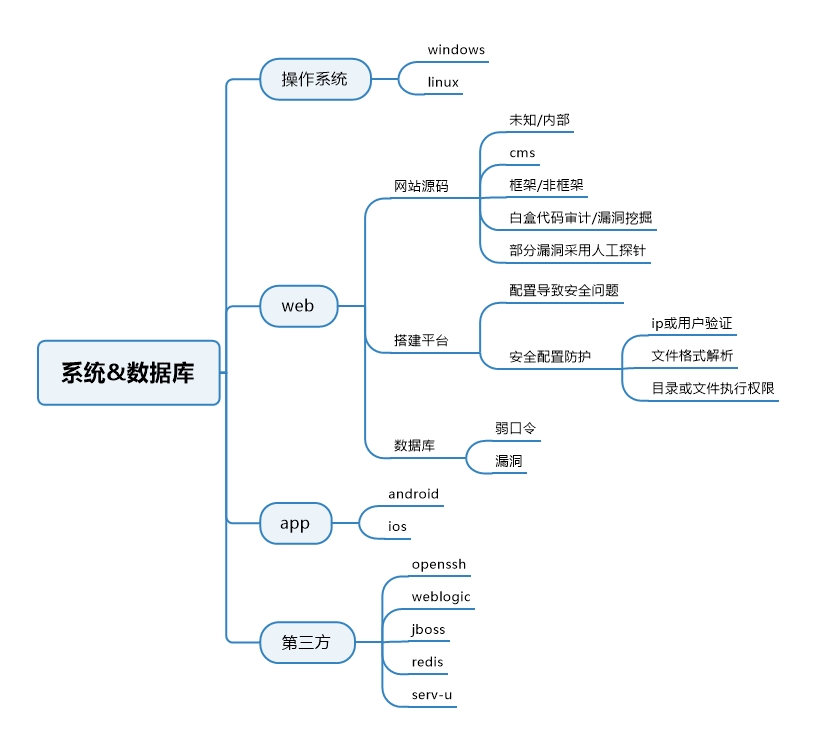 系统&数据库
操作系统
windows
linux
web
网站源码
未知/内部
cms
框架/非框架
白盒代码审计/漏洞挖掘
部分漏洞采用人工探针
搭建平台
配置导致安全问题
安全配置防护
ip或用户验证
文件格式解析
目录或文件执行权限
数据库
弱口令
漏洞
app
android
ios
第三方
openssh
weblogic
jboss
redis
serv-u